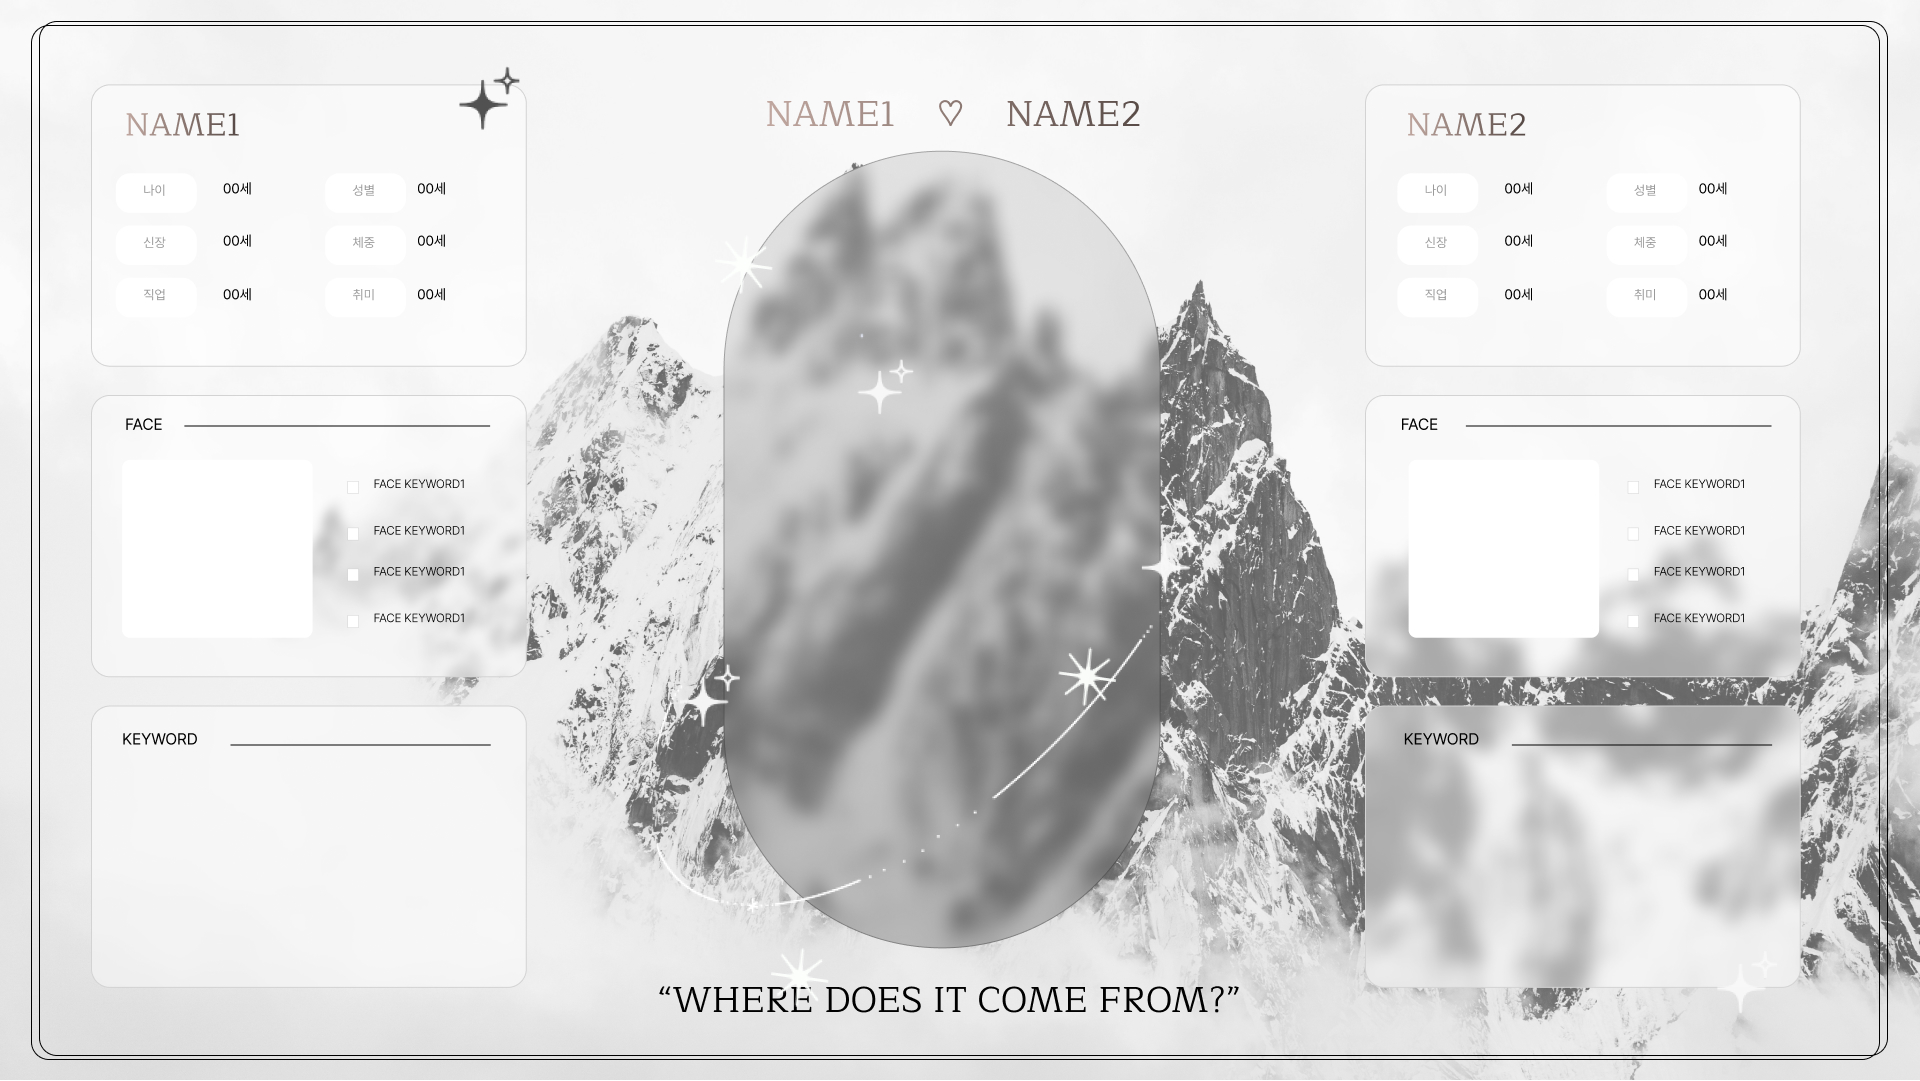 NAME1 ♡ NAME2
NAME1
나이 00세 성별 00세
신장 00세 체중 00세
직업 00세 취미 00세
FACE
FACE KEYWORD1
FACE KEYWORD1
FACE KEYWORD1
FACE KEYWORD1
KEYWORD
NAME2
나이 00세 성별 00세
신장 00세 체중 00세
직업 00세 취미 00세
FACE
FACE KEYWORD1
FACE KEYWORD1
FACE KEYWORD1
FACE KEYWORD1
KEYWORD
“WHERE DOES IT COME FROM?”